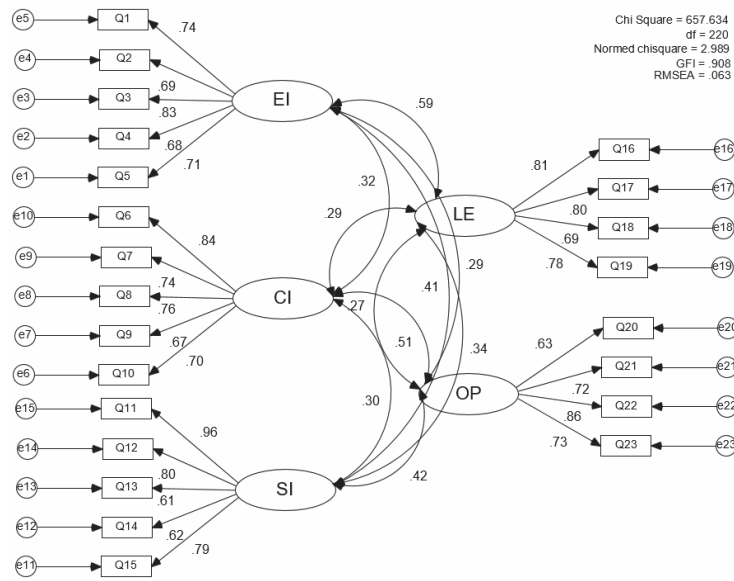 Chi Square = 657.634
df = 220
Normed chisquare = 2.989
GFI = .908
RMSEA = .063
e5 Q1 .74
e4 Q2 .69
e3 Q3 .83
e2 Q4 .68
e1 Q5 .71
EI
e10 Q6 .84
e9 Q7 .74
e8 Q8 .76
e7 Q9 .67
e6 Q10 .70
CI
e15 Q11 .96
e14 Q12 .80
e13 Q13 .61
e12 Q14 .62
e11 Q15 .79
SI
.59
.32
.29
.41
.29
.27
.51
.34
.30
.42
LE
.81 Q16 e16
.80 Q17 e17
.69 Q18 e18
.78 Q19 e19
OP
.63 Q20 e20
.72 Q21 e21
.86 Q22 e22
.73 Q23 e23